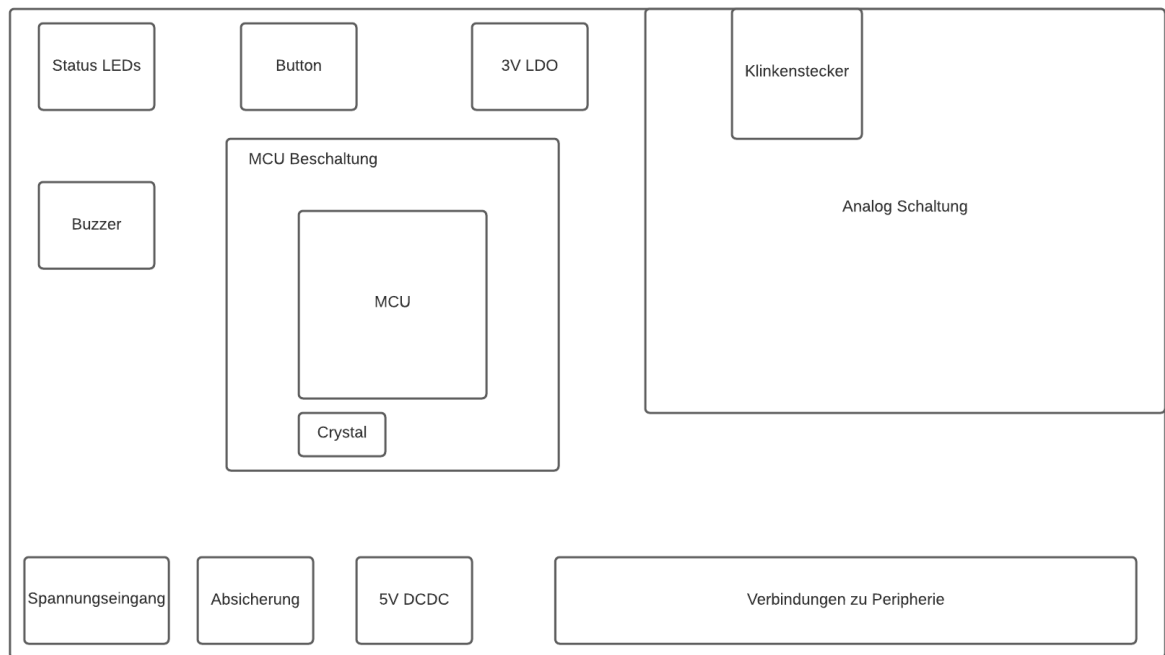 Status LEDs
Button
3V LDO
Klinkenstecker
MCU Beschaltung
Analog Schaltung
Buzzer
MCU
Crystal
Spannungseingang
Absicherung
5V DCDC
Verbindungen zu Peripherie